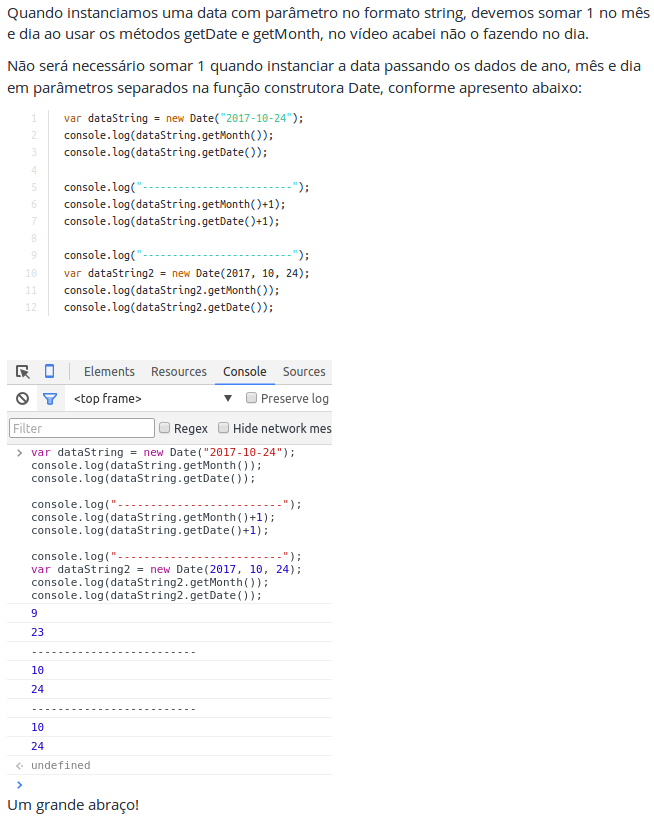 Quando instanciamos uma data com parâmetro no formato string, devemos somar 1 no mês
e dia ao usar os métodos getDate e getMonth, no vídeo acabei não o fazendo no dia.
Não será necessário somar 1 quando instanciar a data passando os dados de ano, mês e dia
em parâmetros separados na função construtora Date, conforme apresento abaixo:
1 var dataString = new Date("2017-10-24");
2 console.log(dataString.getMonth());
3 console.log(dataString.getDate());
4
5 console.log("-------------------------");
6 console.log(dataString.getMonth()+1);
7 console.log(dataString.getDate()+1);
8
9 console.log("-------------------------");
10 var dataString2 = new Date(2017, 10, 24);
11 console.log(dataString2.getMonth());
12 console.log(dataString2.getDate());
Elements Resources Console Sources
<top frame> ▼ Preserve log
Filter Regex Hide network mes
> var dataString = new Date("2017-10-24");
console.log(dataString.getMonth());
console.log(dataString.getDate());
console.log("-------------------------");
console.log(dataString.getMonth()+1);
console.log(dataString.getDate()+1);
console.log("-------------------------");
var dataString2 = new Date(2017, 10, 24);
console.log(dataString2.getMonth());
console.log(dataString2.getDate());
9
23
-------------------------
10
24
-------------------------
10
24
undefined
>
Um grande abraço!